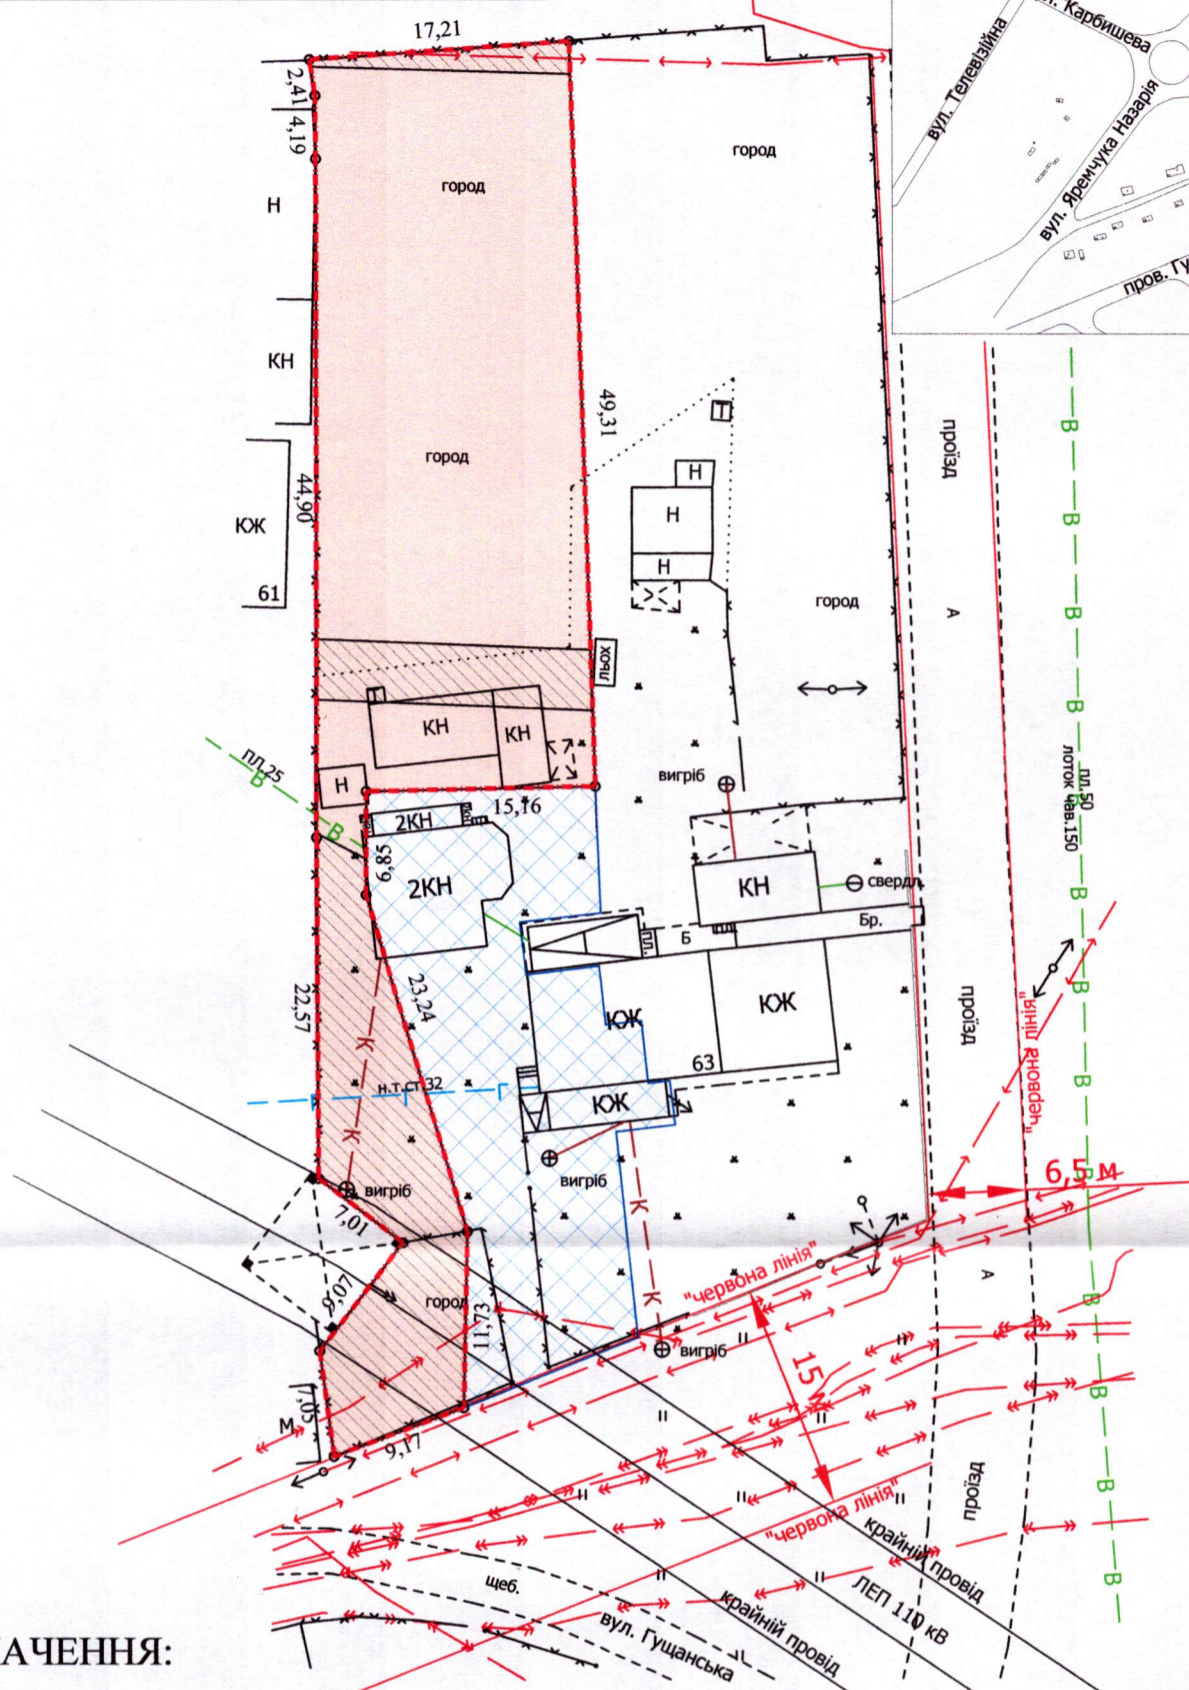 17,21
вул. Карбишева
вул. Телевізійна
вул. Яремчука Назарія
пров. Гу
2,41
4,19
Н
город
город
КН
49,31
Т
В
проїзд
44,90
город
КЖ
61
Н
Н
Н
В
город
А
В
льох
Т
КН
КН
В
вигріб
ПЛ.25
В
Н
15,16
пл.50
лоток чав.150
В
2КН
6,85
2КН
КН
свердл.
В
Бр.
Б
пл.
23,24
22,57
КЖ
КЖ
проїзд
"червона лінія"
В
К
63
н.т.ст.32
Г
Г
КЖ
В
К
вигріб
вигріб
7,01
К
6,5 м
В
"червона лінія"
А
9,07
город
11,73
К
В
вигріб
15 м
7,05
М
9,17
В
"червона лінія"
проїзд
В
крайній провід
щеб.
ЛЕП 110 кВ
В
крайній провід
вул. Гущанська
АЧЕННЯ: